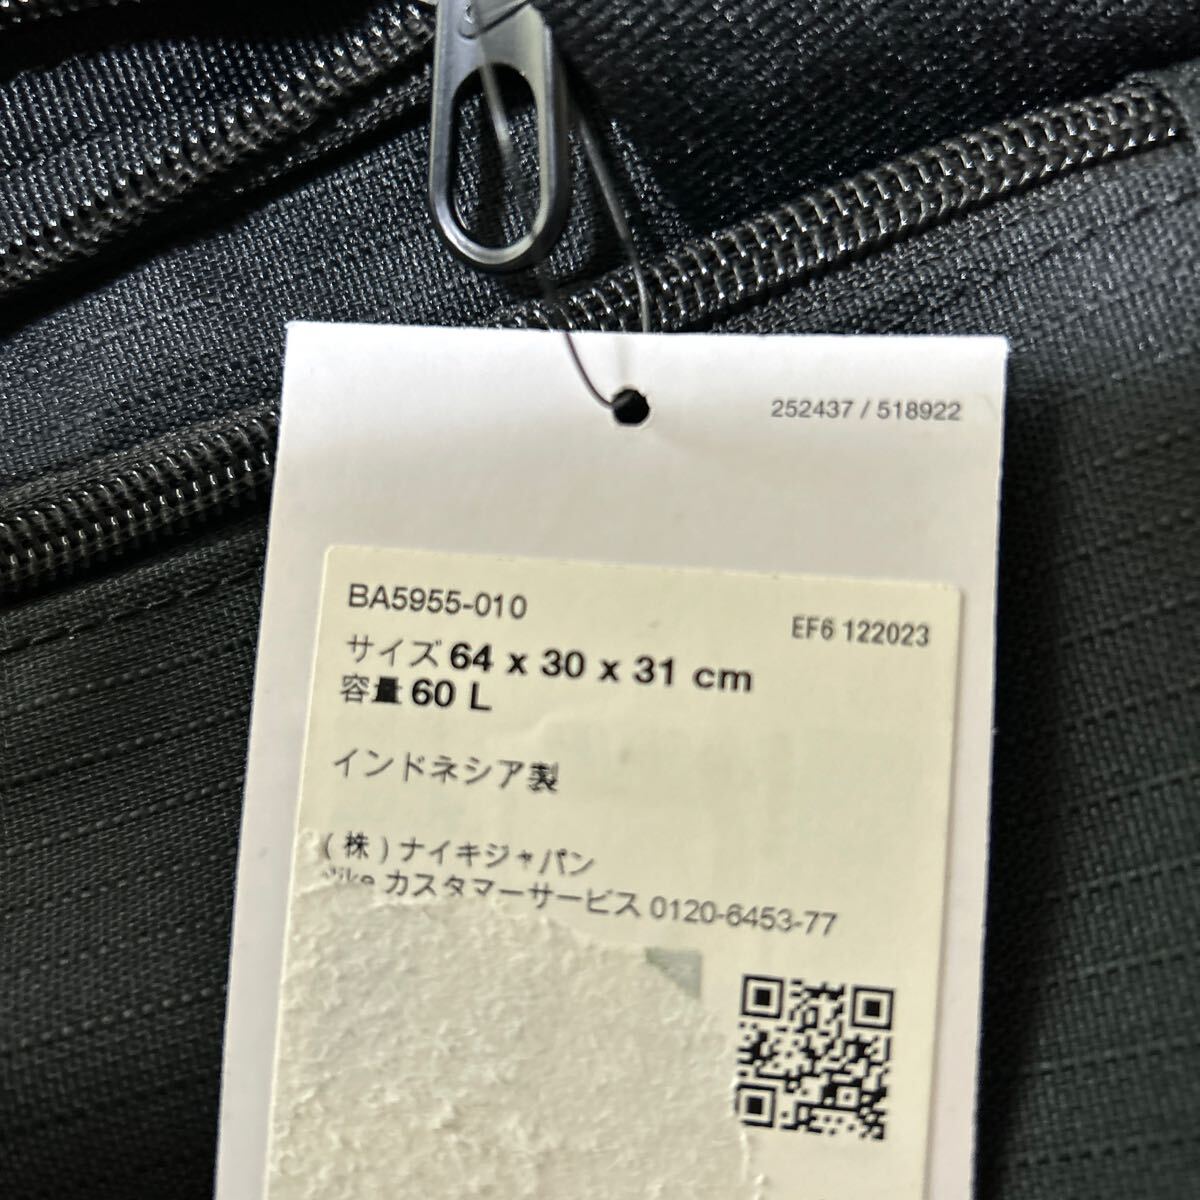 252437 / 518922
BA5955-010
EF6 122023
サイズ 64 x 30 x 31 cm
容量 60 L
インドネシア製
(株)ナイキジャパン
カスタマーサービス 0120-6453-77